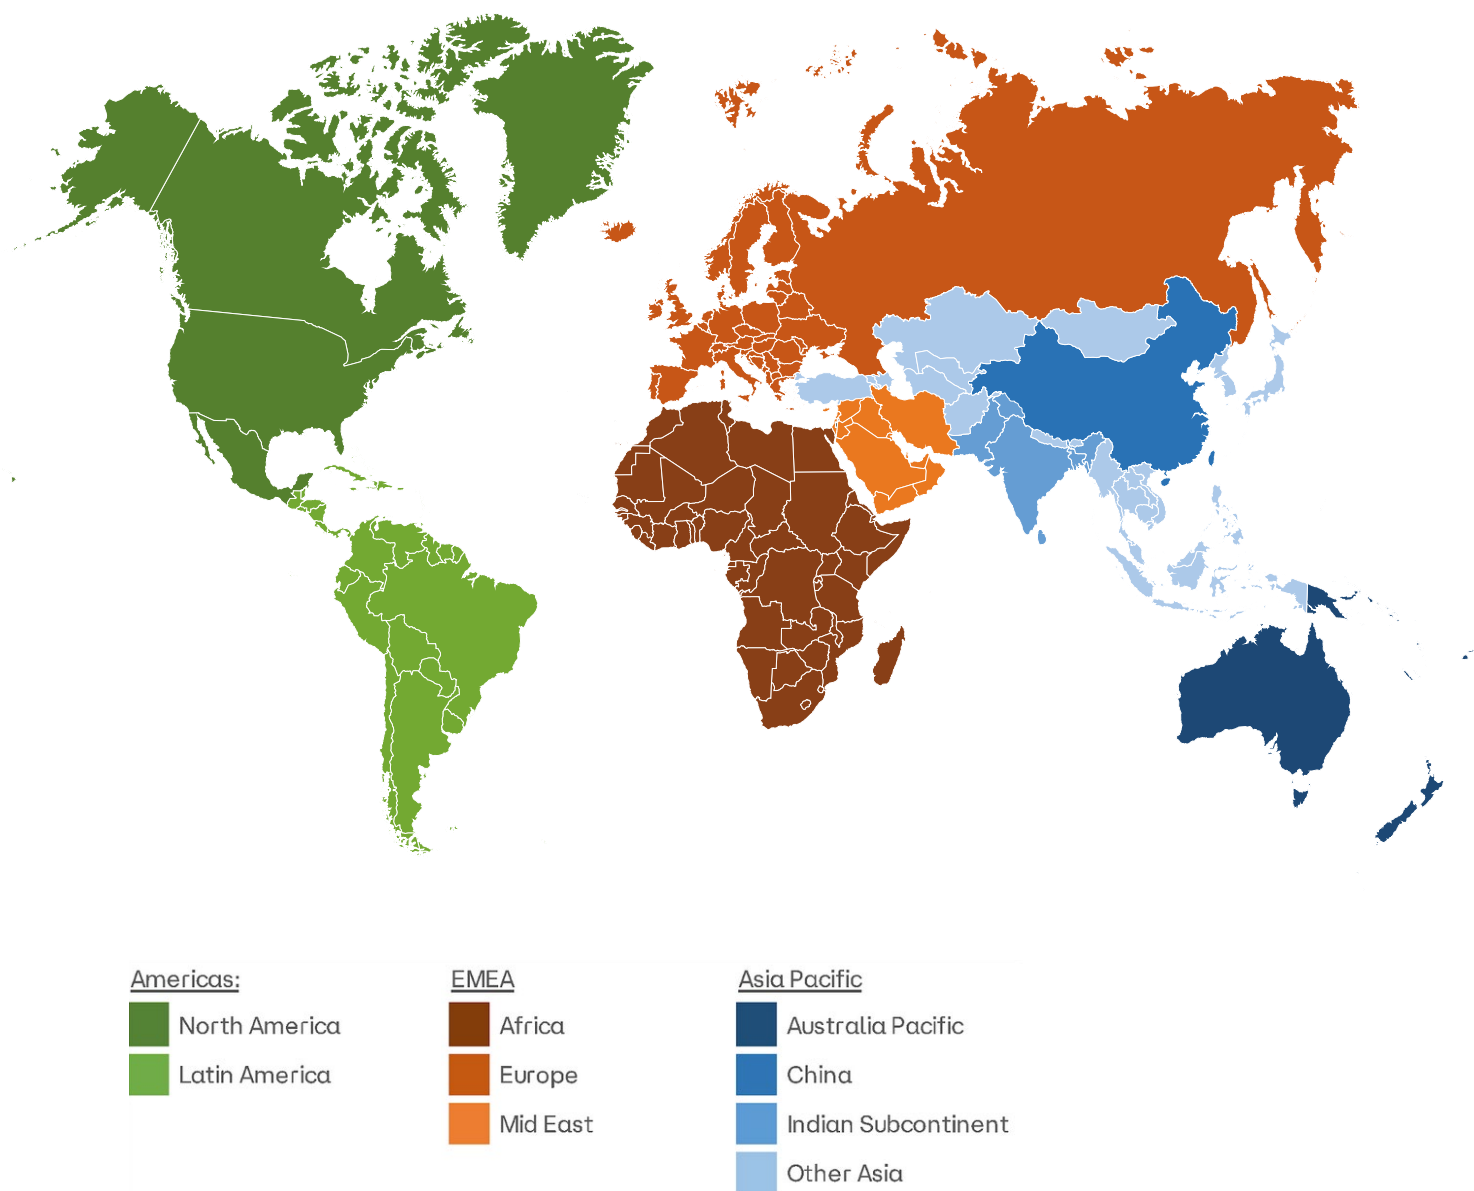 Americas:
North America
Latin America
EMEA
Africa
Europe
Mid East
Asia Pacific
Australia Pacific
China
Indian Subcontinent
Other Asia